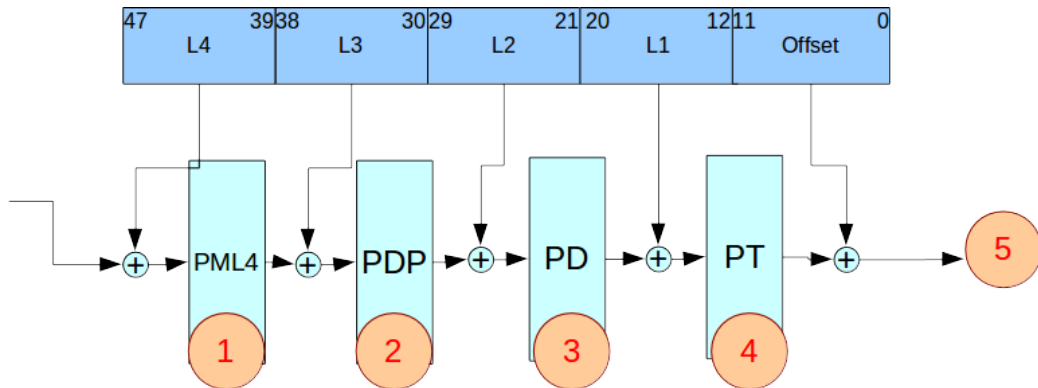 47 39 38 30 29 21 20 12 11 0
L4 L3 L2 L1 Offset
+ PML4 + PDP + PD + PT + 5
1 2 3 4